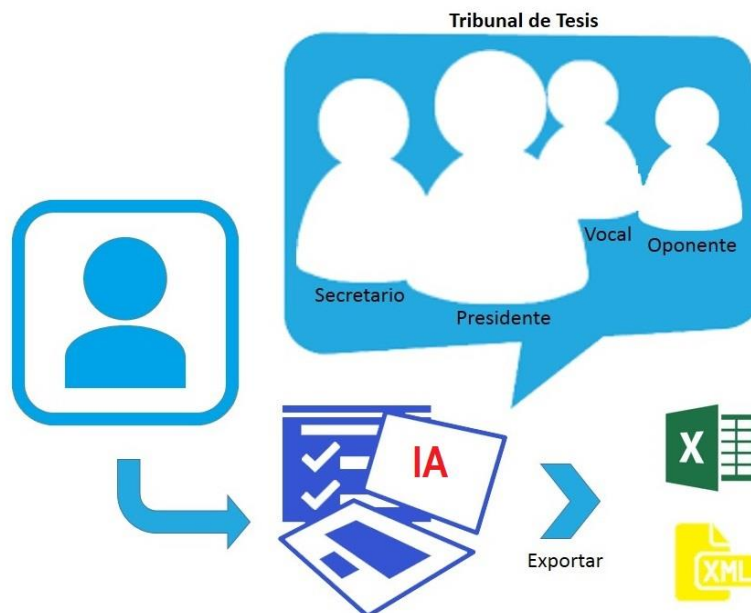 Tribunal de Tesis
Vocal
Oponente
Secretario
Presidente
IA
X
Exportar
XML